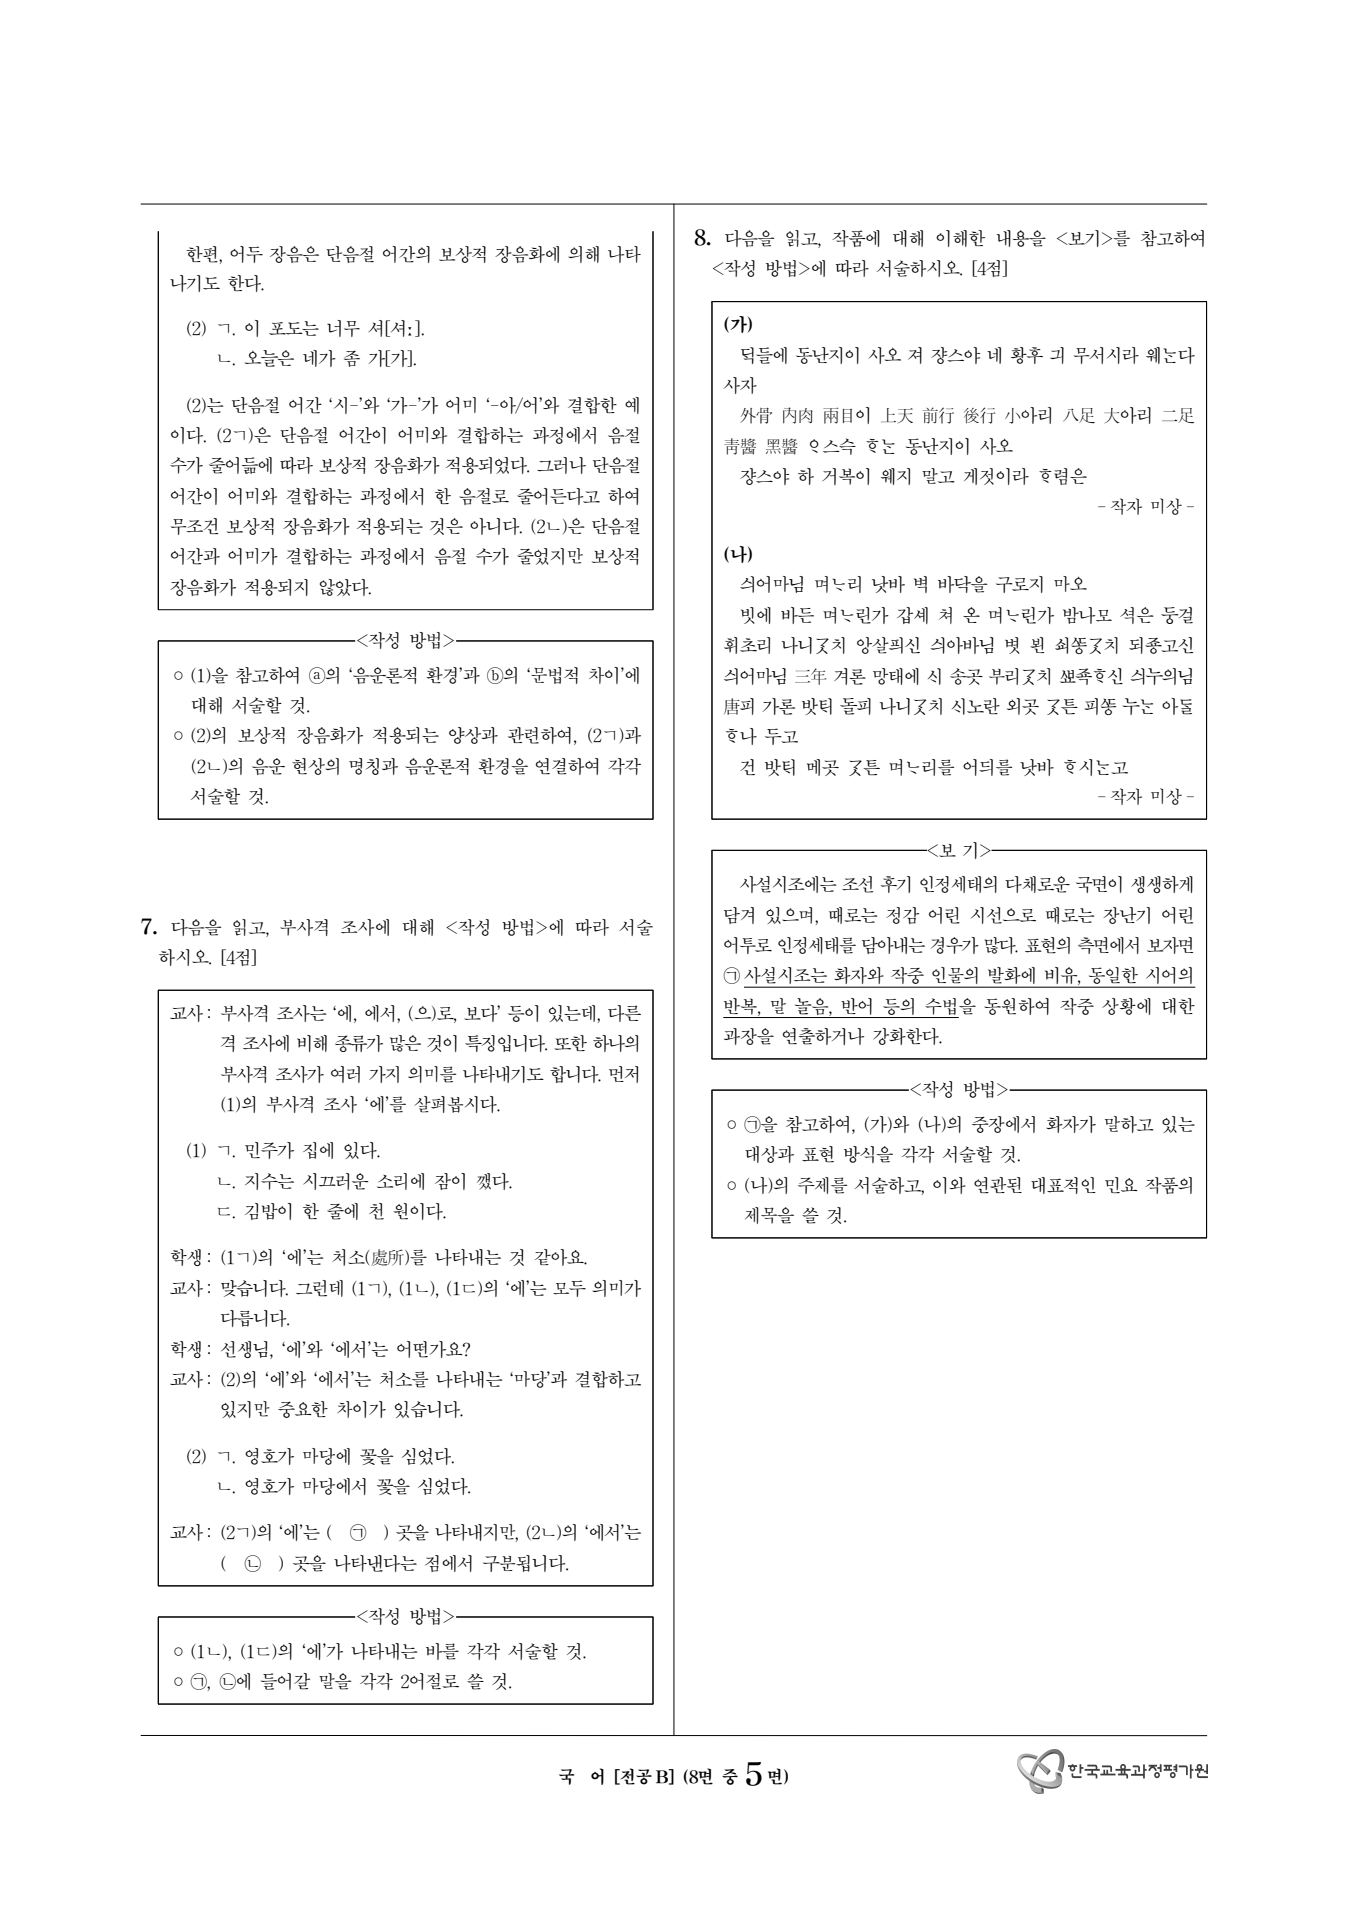 한편, 어두 장음은 단음절 어간의 보상적 장음화에 의해 나타
나기도 한다.
(2) ㄱ. 이 포도는 너무 셔[셔ː].
ㄴ. 오늘은 네가 좀 가[가].
(2)는 단음절 어간 ‘시-’와 ‘가-’가 어미 ‘-아/어’와 결합한 예
이다. (2ㄱ)은 단음절 어간이 어미와 결합하는 과정에서 음절
수가 줄어듦에 따라 보상적 장음화가 적용되었다. 그러나 단음절
어간이 어미와 결합하는 과정에서 한 음절로 줄어든다고 하여
무조건 보상적 장음화가 적용되는 것은 아니다. (2ㄴ)은 단음절
어간과 어미가 결합하는 과정에서 음절 수가 줄었지만 보상적
장음화가 적용되지 않았다.
<작성 방법>
○ (1)을 참고하여 ⓐ의 ‘음운론적 환경’과 ⓑ의 ‘문법적 차이’에
대해 서술할 것.
○ (2)의 보상적 장음화가 적용되는 양상과 관련하여, (2ㄱ)과
(2ㄴ)의 음운 현상의 명칭과 음운론적 환경을 연결하여 각각
서술할 것.
7. 다음을 읽고, 부사격 조사에 대해 <작성 방법>에 따라 서술
하시오. [4점]
교사 : 부사격 조사는 ‘에, 에서, (으)로, 보다’ 등이 있는데, 다른
격 조사에 비해 종류가 많은 것이 특징입니다. 또한 하나의
부사격 조사가 여러 가지 의미를 나타내기도 합니다. 먼저
(1)의 부사격 조사 ‘에’를 살펴봅시다.
(1) ㄱ. 민주가 집에 있다.
ㄴ. 지수는 시끄러운 소리에 잠이 깼다.
ㄷ. 김밥이 한 줄에 천 원이다.
학생 : (1ㄱ)의 ‘에’는 처소(處所)를 나타내는 것 같아요.
교사 : 맞습니다. 그런데 (1ㄱ), (1ㄴ), (1ㄷ)의 ‘에’는 모두 의미가
다릅니다.
학생 : 선생님, ‘에’와 ‘에서’는 어떤가요?
교사 : (2)의 ‘에’와 ‘에서’는 처소를 나타내는 ‘마당’과 결합하고
있지만 중요한 차이가 있습니다.
(2) ㄱ. 영호가 마당에 꽃을 심었다.
ㄴ. 영호가 마당에서 꽃을 심었다.
교사 : (2ㄱ)의 ‘에’는 ( ㉠ ) 곳을 나타내지만, (2ㄴ)의 ‘에서’는
( ㉡ ) 곳을 나타낸다는 점에서 구분됩니다.
<작성 방법>
○ (1ㄴ), (1ㄷ)의 ‘에’가 나타내는 바를 각각 서술할 것.
○ ㉠, ㉡에 들어갈 말을 각각 2어절로 쓸 것.
8. 다음을 읽고, 작품에 대해 이해한 내용을 <보기>를 참고하여
<작성 방법>에 따라 서술하시오. [4점]
(가)
덕들에 동난지이 사오 져 쟝스야 네 황후 긔 무서시라 웨ᄂᆞᆫ다
사자
外骨 內肉 兩目이 上天 前行 後行 小아리 八足 大아리 二足
靑醬 黑醬 ᄋᆞ스슥 ᄒᆞᄂᆞᆫ 동난지이 사오
쟝스야 하 거복이 웨지 말고 게젓이라 ᄒᆞ렴은
- 작자 미상 -
(나)
싀어마님 며ᄂᆞ리 낫바 벽 바닥을 구로지 마오
빗에 바든 며ᄂᆞ린가 갑셰 쳐 온 며ᄂᆞ린가 밤나모 셕은 둥걸
휘초리 나니ᄀᆞᆺ치 앙살픠신 싀아바님 볏 뵌 쇠ᄯᅩᆼᄀᆞᆺ치 되죵고신
싀어마님 三年 겨론 망태에 시 송곳 부리ᄀᆞᆺ치 ᄲᅭ죡ᄒᆞ신 싀누의님
唐피 가론 밧틔 돌피 나니ᄀᆞᆺ치 시노란 외곳 ᄀᆞᆺ튼 피ᄯᅩᆼ 누ᄂᆞᆫ 아ᄃᆞᆯ
ᄒᆞ나 두고
건 밧틔 메곳 ᄀᆞᆺ튼 며ᄂᆞ리를 어듸를 낫바 ᄒᆞ시ᄂᆞᆫ고
- 작자 미상 -
<보 기>
사설시조에는 조선 후기 인정세태의 다채로운 국면이 생생하게
담겨 있으며, 때로는 정감 어린 시선으로 때로는 장난기 어린
어투로 인정세태를 담아내는 경우가 많다. 표현의 측면에서 보자면
㉠사설시조는 화자와 작중 인물의 발화에 비유, 동일한 시어의
반복, 말 놀음, 반어 등의 수법을 동원하여 작중 상황에 대한
과장을 연출하거나 강화한다.
<작성 방법>
○ ㉠을 참고하여, (가)와 (나)의 중장에서 화자가 말하고 있는
대상과 표현 방식을 각각 서술할 것.
○ (나)의 주제를 서술하고, 이와 연관된 대표적인 민요 작품의
제목을 쓸 것.
국 어 [전공 B] (8면 중 5 면)
한국교육과정평가원